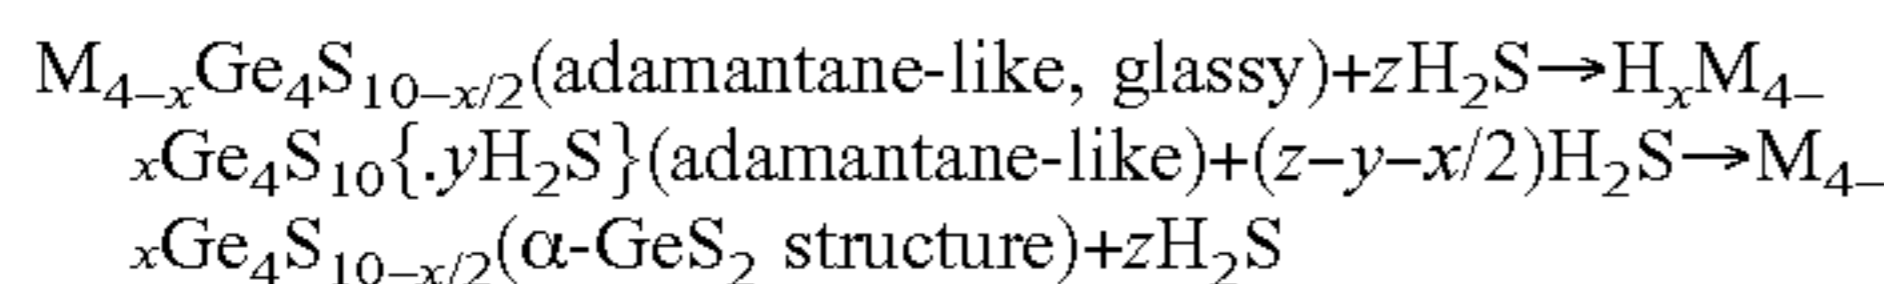 M₄₋ₓGe₄S₁₀₋ₓ/₂(adamantane-like, glassy)+zH₂S→HₓM₄₋
ₓGe₄S₁₀{.yH₂S}(adamantane-like)+(z−y−x/2)H₂S→M₄₋
ₓGe₄S₁₀₋ₓ/₂(α-GeS₂ structure)+zH₂S